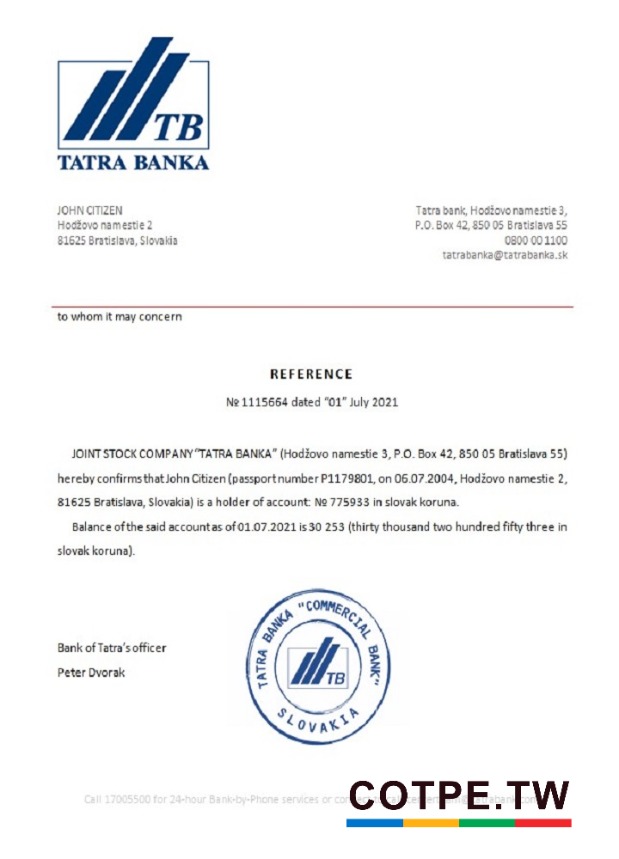 TB
TATRA BANKA
JOHN CITIZEN
Hodžovo namestie 2
81625 Bratislava, Slovakia
Tatra bank, Hodžovo namestie 3,
P.O. Box 42, 850 05 Bratislava 55
0800 00 1100
tatrabanka@tatrabanka.sk
to whom it may concern
REFERENCE
№ 1115664 dated “01” July 2021
JOINT STOCK COMPANY “TATRA BANKA” (Hodžovo namestie 3, P.O. Box 42, 850 05 Bratislava 55)
hereby confirms that John Citizen (passport number P1179801, on 06.07.2004, Hodžovo namestie 2,
81625 Bratislava, Slovakia) is a holder of account: № 775933 in slovak koruna.
Balance of the said account as of 01.07.2021 is 30 253 (thirty thousand two hundred fifty three in
slovak koruna).
Bank of Tatra’s officer
Peter Dvorak
TATRA BANKA "COMMERCIAL BANK"
TB
SLOVAKIA
Call 17005500 for 24-hour Bank-by-Phone services or
COTPE.TW